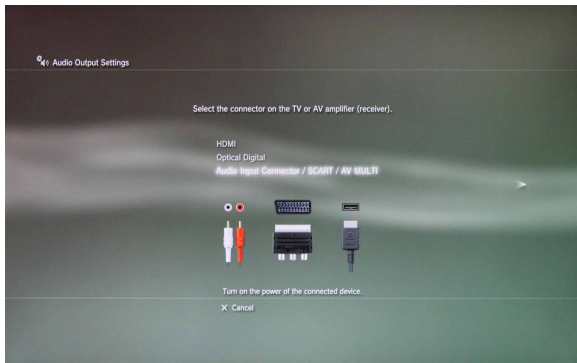 Audio Output Settings
Select the connector on the TV or AV amplifier (receiver).
HDMI
Optical Digital
Audio Input Connector / SCART / AV MULTI
Turn on the power of the connected device.
X Cancel